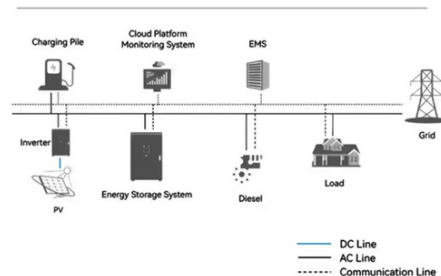 Charging Pile
Cloud Platform
Monitoring System
EMS
Grid
Inverter
PV
Energy Storage System
Diesel
Load
DC Line
AC Line
Communication Line